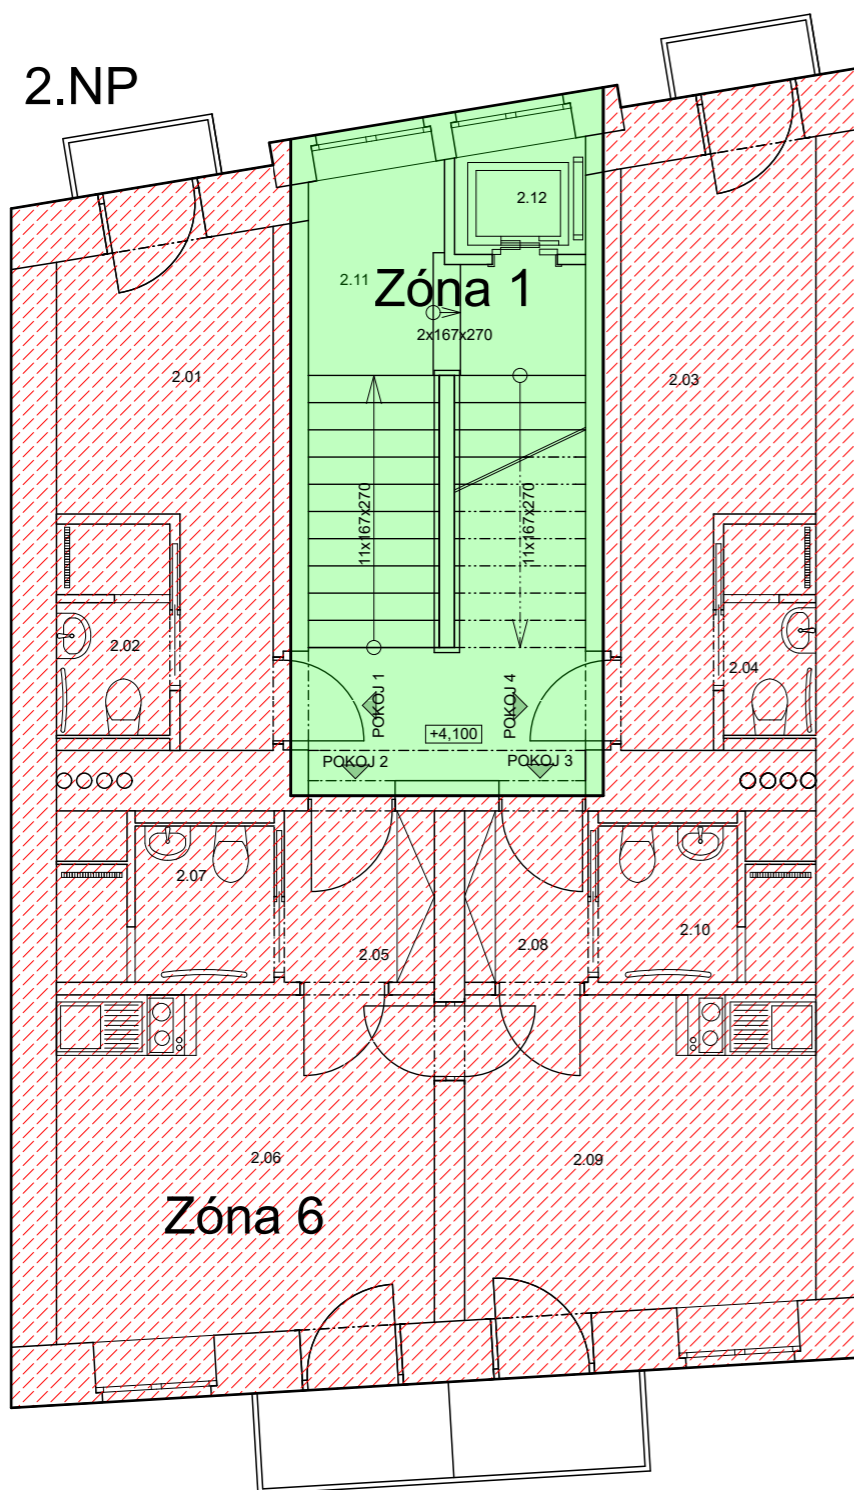 2.NP
2.12
2.11
Zóna 1
2x167x270
2.01
2.03
11x167x270
11x167x270
2.02
2.04
POKOJ 1
POKOJ 4
+4,100
POKOJ 2
POKOJ 3
2.07
2.10
2.05
2.08
2.06
2.09
Zóna 6